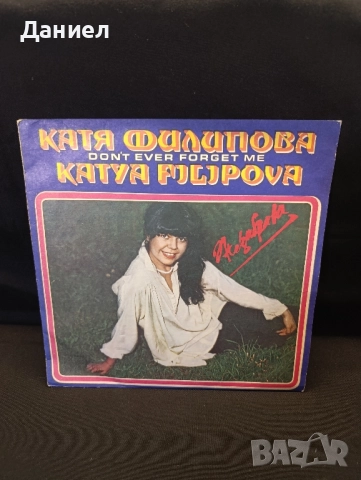 Даниел
КАТЯ ФИЛИПОВА
DON'T EVER FORGET ME
KATYA FILIPOVA
BAZAR